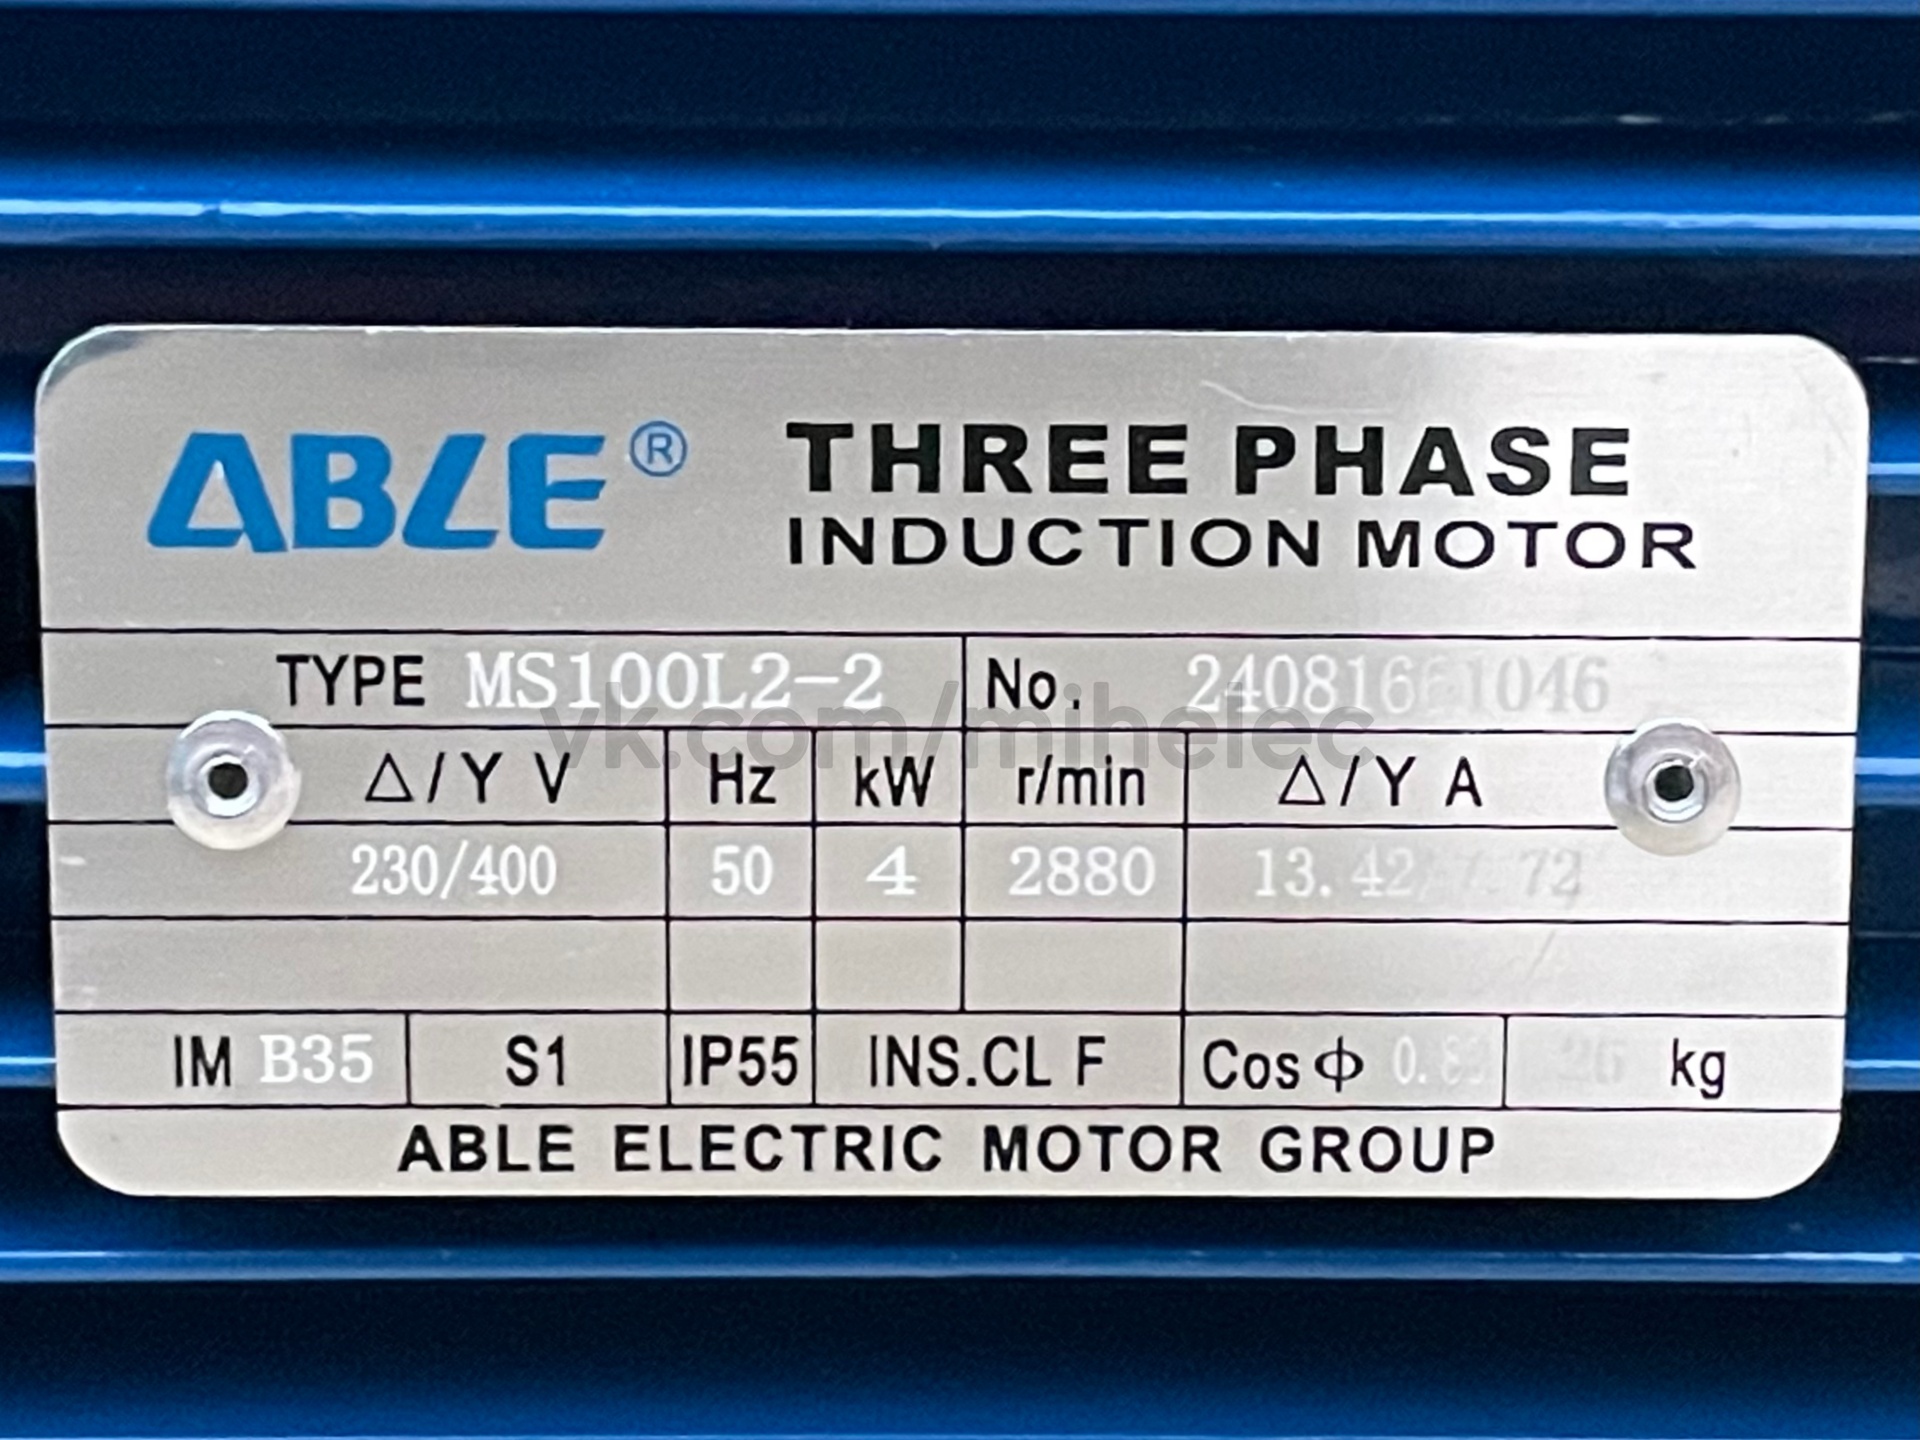 ABLE® THREE PHASE
INDUCTION MOTOR
TYPE MS100L2-2 No.
vk.com/mihelec
△/Y V Hz kW r/min △/Y A
230/400 50 4 2880
IM B35 S1 IP55 INS.CL F Cos ϕ kg
ABLE ELECTRIC MOTOR GROUP